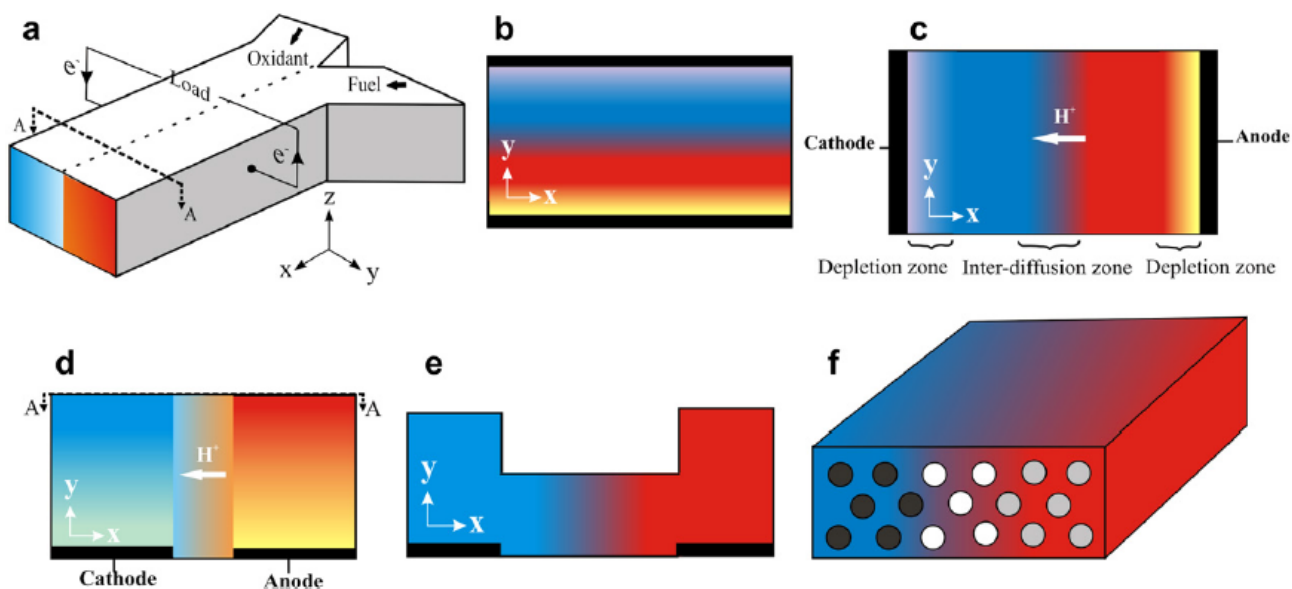 a
Oxidant
Fuel
Load
e-
e-
A
A
z
x
y
b
y
x
c
H+
Cathode
Anode
y
x
Depletion zone
Inter-diffusion zone
Depletion zone
d
A
A
H+
y
x
Cathode
Anode
e
y
x
f